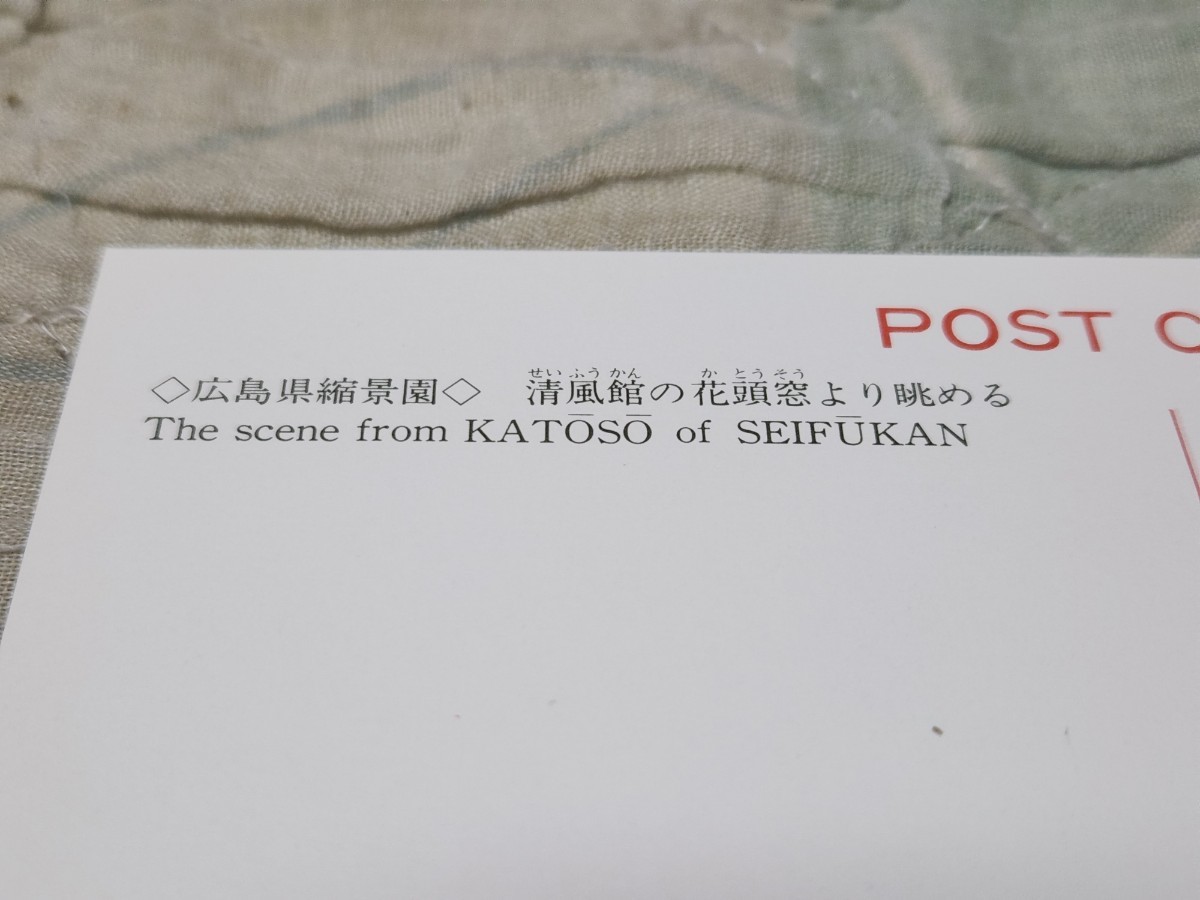 POST C
せいふうかん かとうそう
◇広島県縮景園◇ 清風館の花頭窓より眺める
The scene from KATŌSŌ of SEIFŪKAN